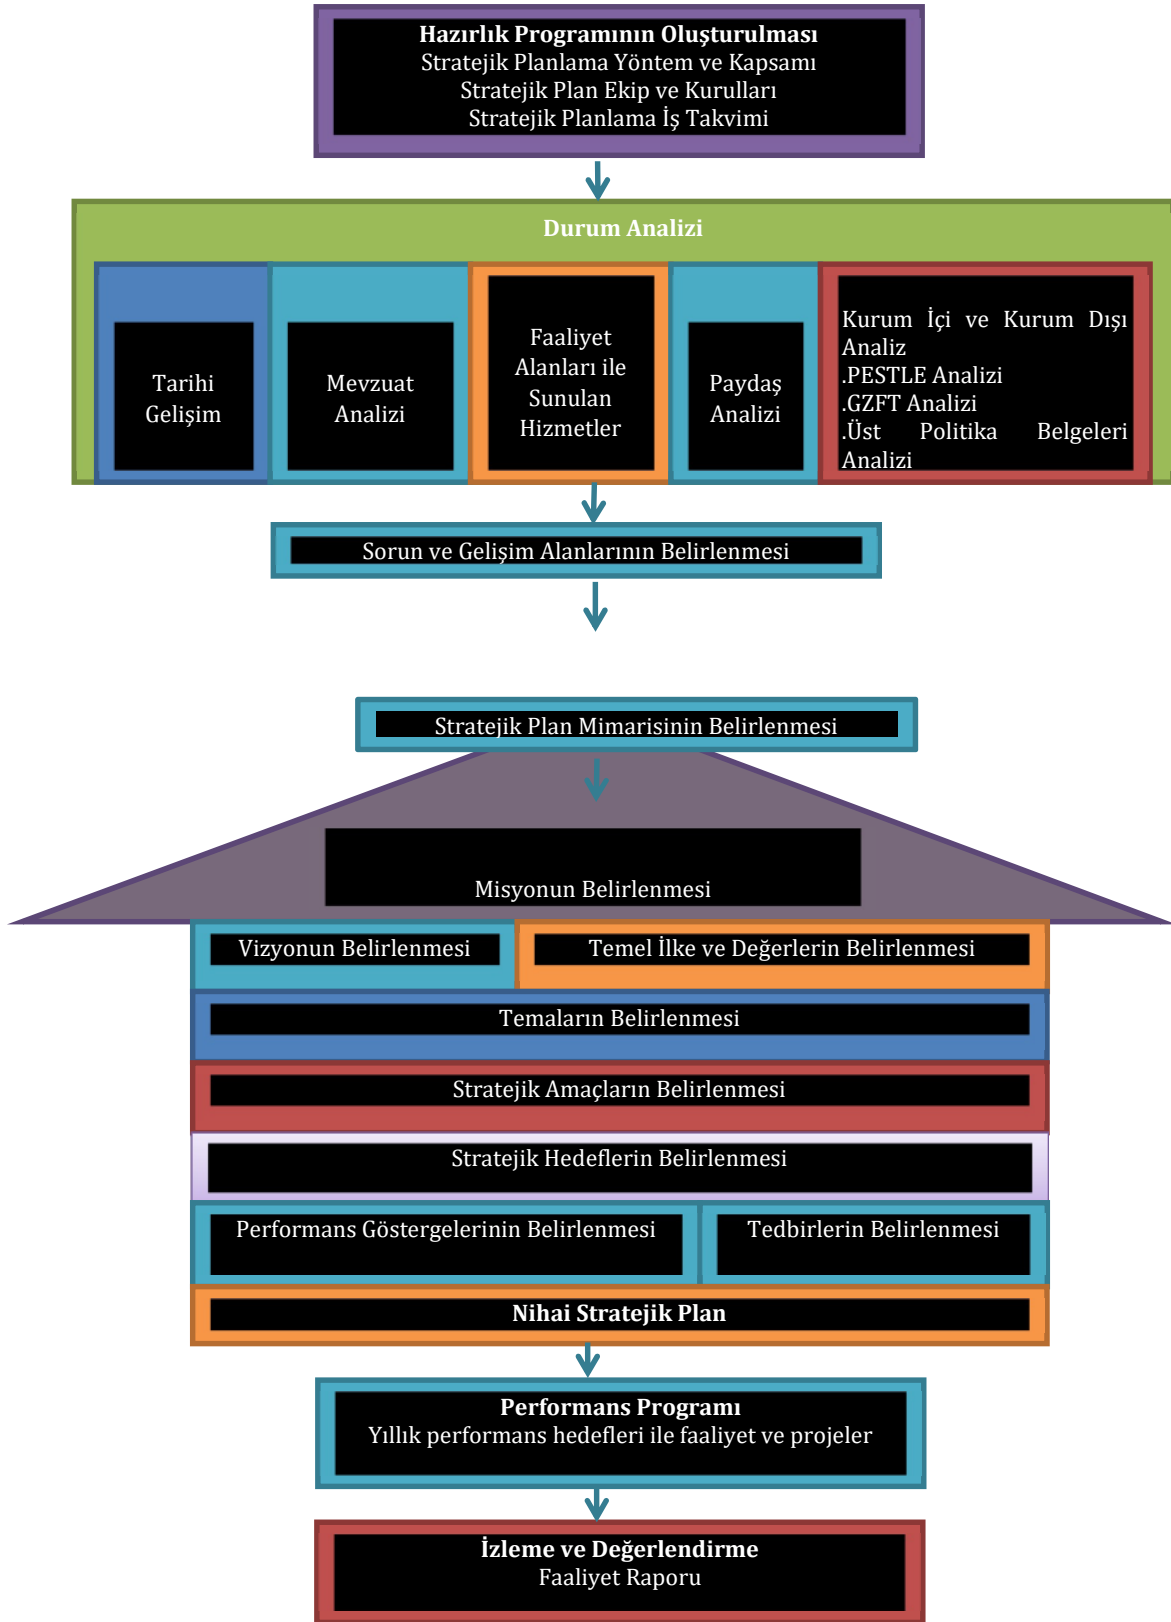 Hazırlık Programının Oluşturulması
Stratejik Planlama Yöntem ve Kapsamı
Stratejik Plan Ekip ve Kurulları
Stratejik Planlama İş Takvimi
Durum Analizi
Tarihi
Gelişim
Mevzuat
Analizi
Faaliyet
Alanları ile
Sunulan
Hizmetler
Paydaş
Analizi
Kurum İçi ve Kurum Dışı
Analiz
.PESTLE Analizi
.GZFT Analizi
.Üst Politika Belgeleri
Analizi
Sorun ve Gelişim Alanlarının Belirlenmesi
Stratejik Plan Mimarisinin Belirlenmesi
Misyonun Belirlenmesi
Vizyonun Belirlenmesi
Temel İlke ve Değerlerin Belirlenmesi
Temaların Belirlenmesi
Stratejik Amaçların Belirlenmesi
Stratejik Hedeflerin Belirlenmesi
Performans Göstergelerinin Belirlenmesi
Tedbirlerin Belirlenmesi
Nihai Stratejik Plan
Performans Programı
Yıllık performans hedefleri ile faaliyet ve projeler
İzleme ve Değerlendirme
Faaliyet Raporu